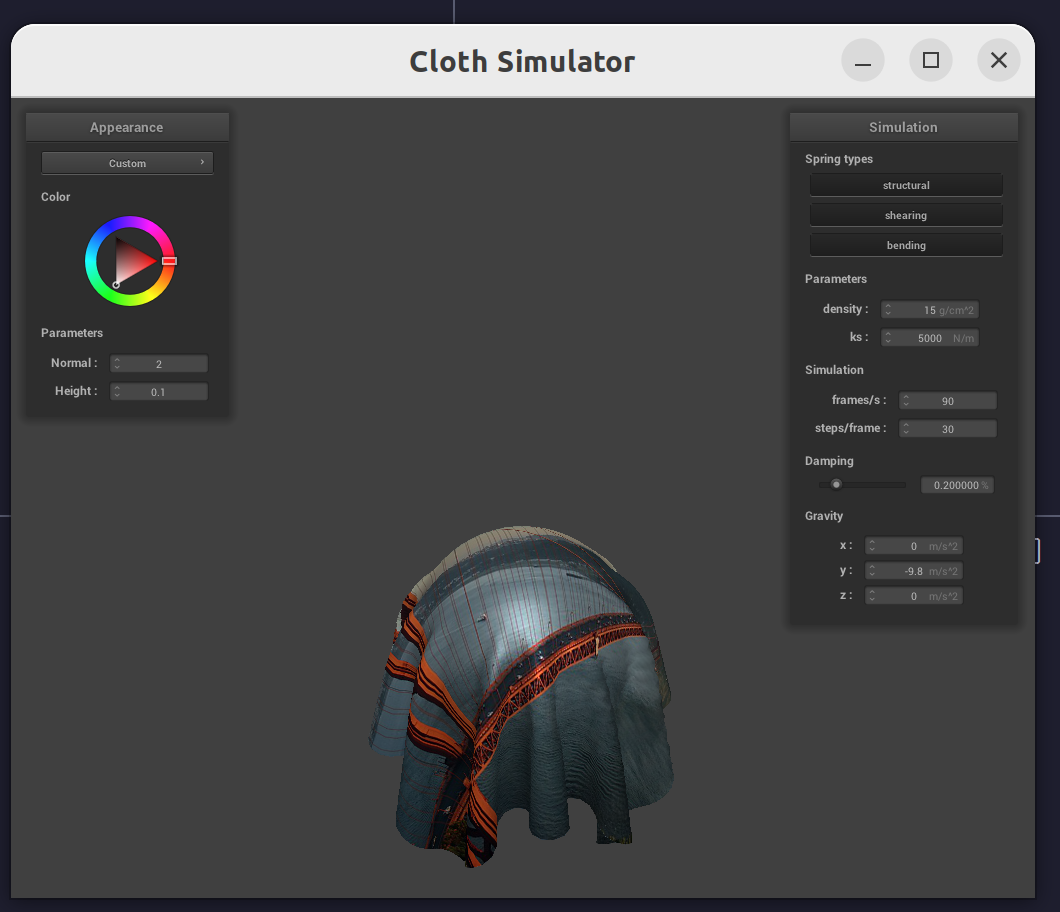 Cloth Simulator
Appearance
Custom
Color
Parameters
Normal : 2
Height : 0.1
Simulation
Spring types
structural
shearing
bending
Parameters
density : 15 g/cm^2
ks : 5000 N/m
Simulation
frames/s : 90
steps/frame : 30
Damping
0.200000 %
Gravity
x : 0 m/s^2
y : -9.8 m/s^2
z : 0 m/s^2